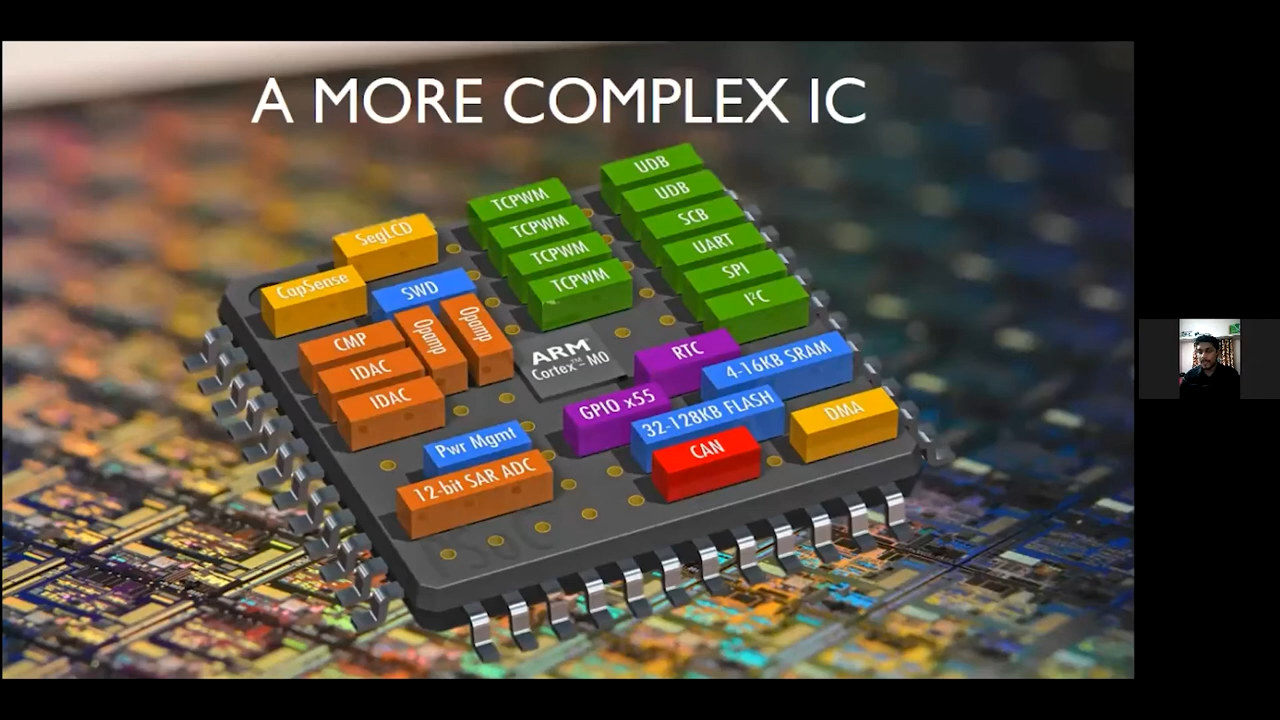 A MORE COMPLEX IC
UDB
UDB
SCB
UART
SPI
I²C
TCPWM
TCPWM
TCPWM
TCPWM
SegLCD
CapSense
SWD
Opamp
Opamp
CMP
IDAC
IDAC
ARM
Cortex™-M0
RTC
GPIO x55
4-16KB SRAM
32-128KB FLASH
CAN
DMA
Pwr Mgmt
12-bit SAR ADC